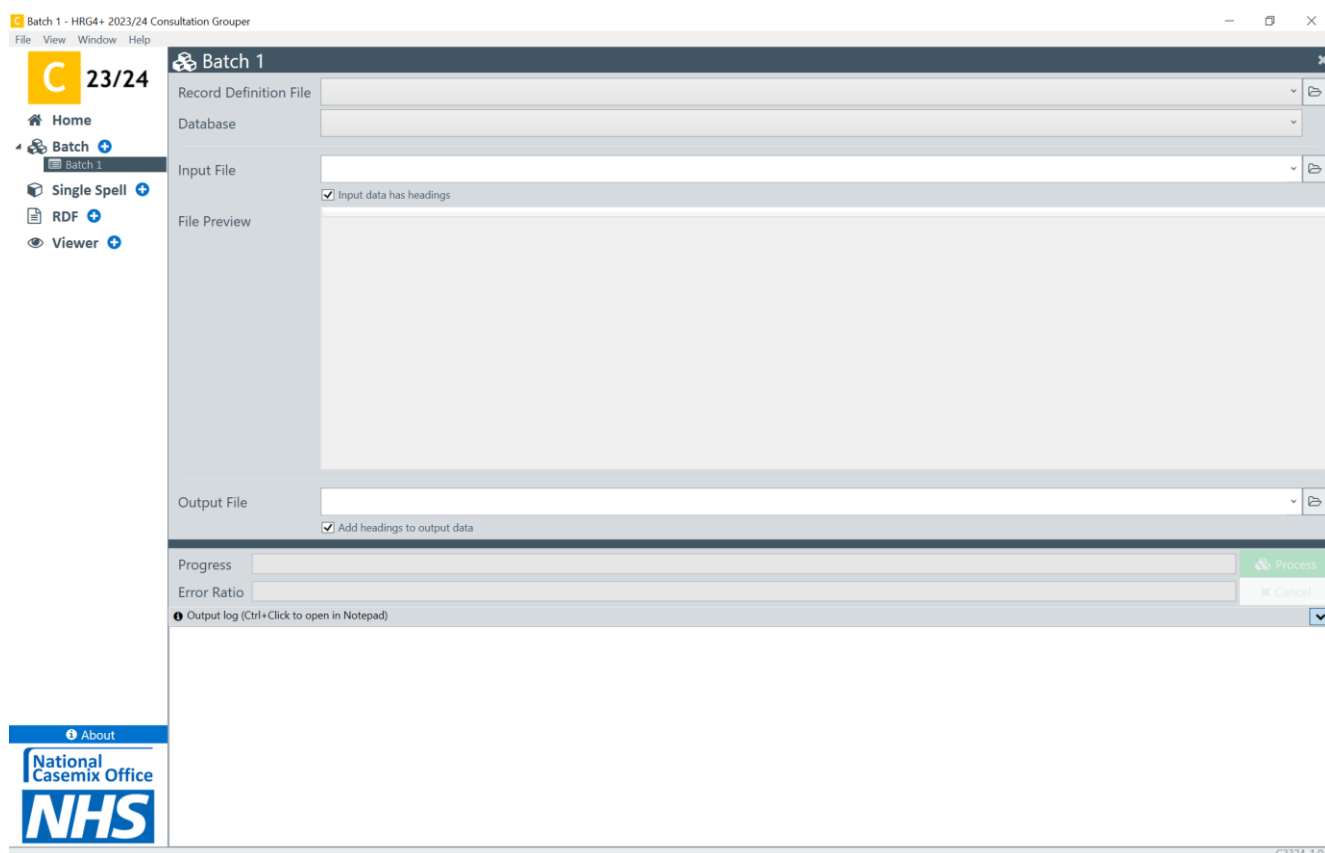 C Batch 1 - HRG4+ 2023/24 Consultation Grouper
File View Window Help
C 23/24
Home
Batch
Batch 1
Single Spell
RDF
Viewer
Batch 1
Record Definition File
Database
Input File
Input data has headings
File Preview
Output File
Add headings to output data
Progress
Process
Error Ratio
Cancel
Output log (Ctrl+Click to open in Notepad)
About
National
Casemix Office
NHS
C2324_1.0